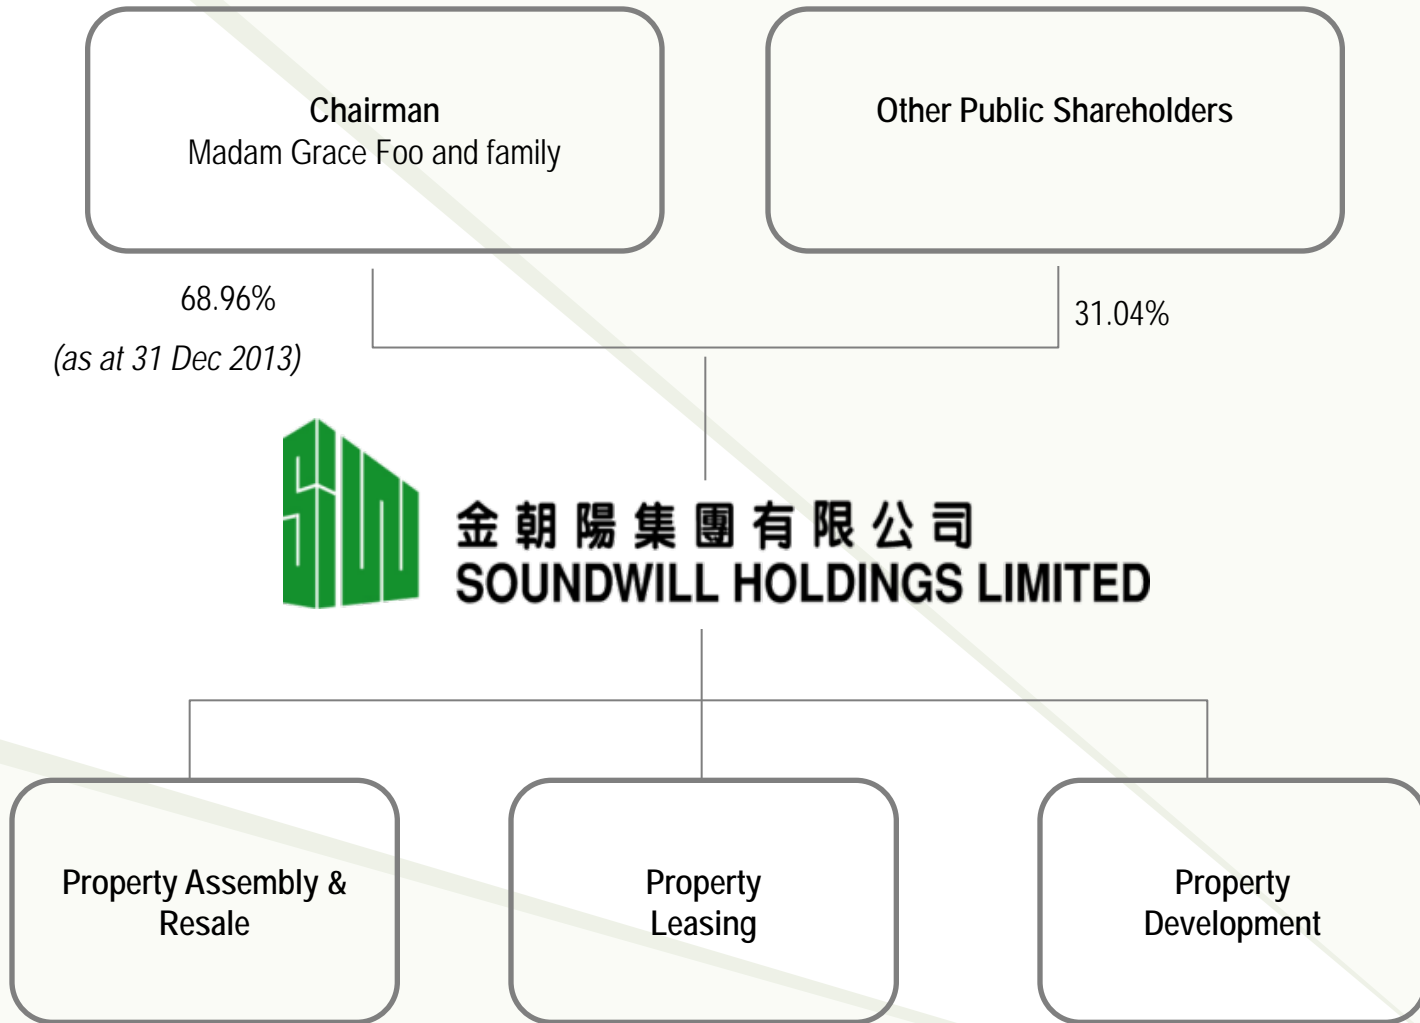 Chairman
Madam Grace Foo and family
Other Public Shareholders
68.96%
(as at 31 Dec 2013)
31.04%
金朝陽集團有限公司
SOUNDWILL HOLDINGS LIMITED
Property Assembly &
Resale
Property
Leasing
Property
Development